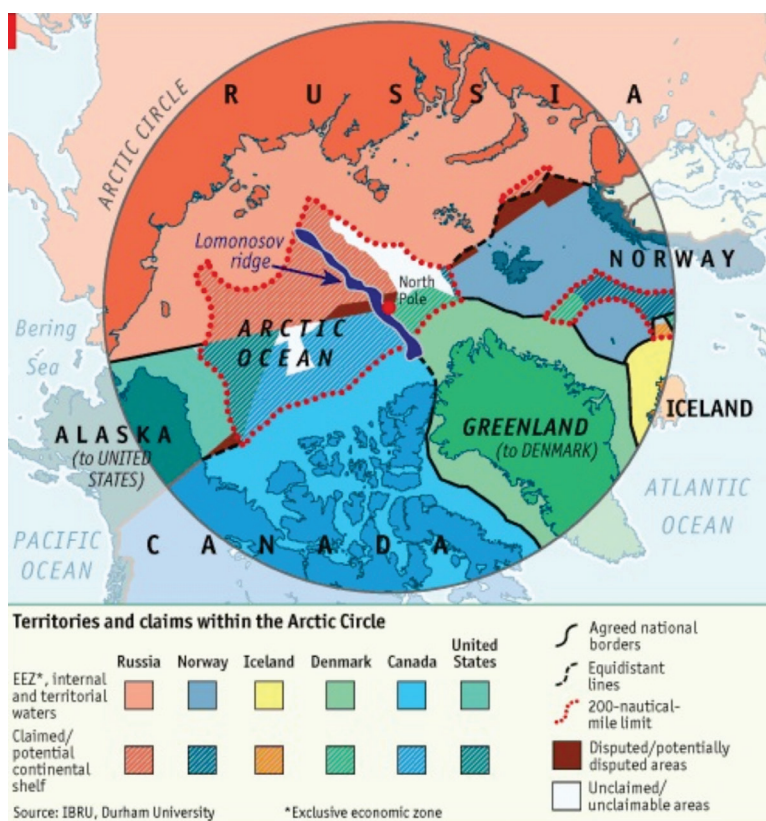 R U S S I A
ARCTIC CIRCLE
Lomonosov
ridge
North
Pole
NORWAY
ARCTIC
OCEAN
Bering
Sea
ICELAND
ALASKA
(to UNITED
STATES)
GREENLAND
(to DENMARK)
ATLANTIC
OCEAN
PACIFIC
OCEAN
C A N A D A
Territories and claims within the Arctic Circle
Russia Norway Iceland Denmark Canada United
States
EEZ*, internal
and territorial
waters
Claimed/
potential
continental
shelf
Agreed national
borders
Equidistant
lines
200-nautical-
mile limit
Disputed/potentially
disputed areas
Unclaimed/
unclaimable areas
Source: IBRU, Durham University *Exclusive economic zone